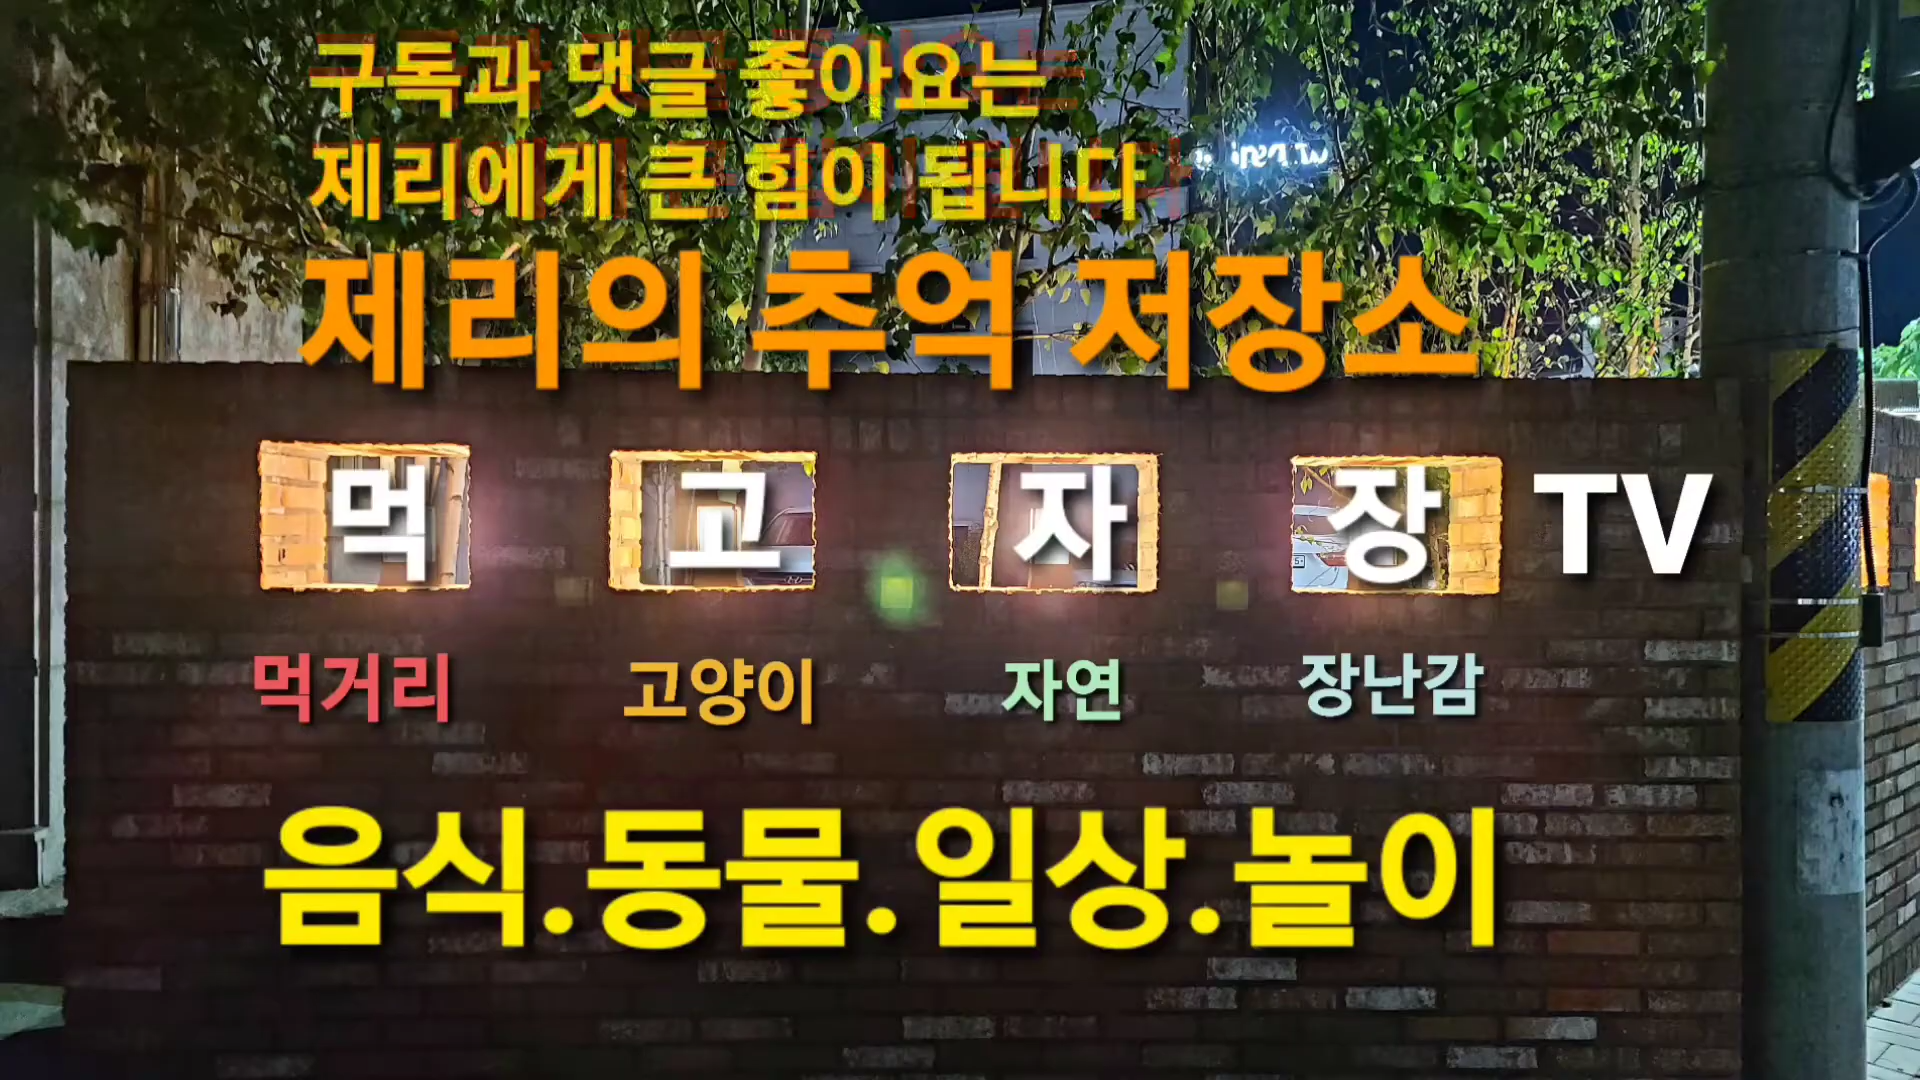 구독과 댓글 좋아요는
제리에게 큰 힘이 됩니다
제리의 추억 저장소
먹 고 자 장 TV
먹거리 고양이 자연 장난감
음식.동물.일상.놀이